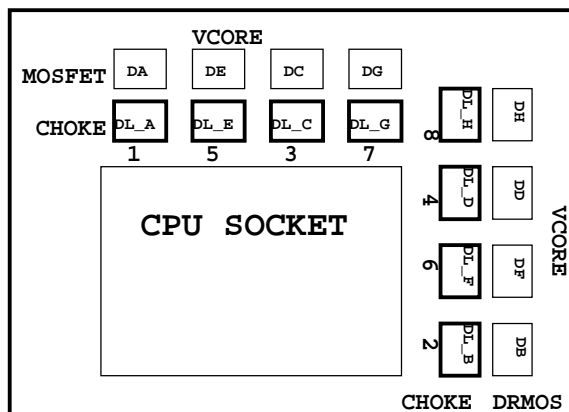 VCORE
MOSFET DA DE DC DG
CHOKE DL_A DL_E DL_C DL_G
1 5 3 7
CPU SOCKET
8 DL_H DH
4 DL_D DD
6 DL_F DF
2 DL_B DB
VCORE
CHOKE DRMOS